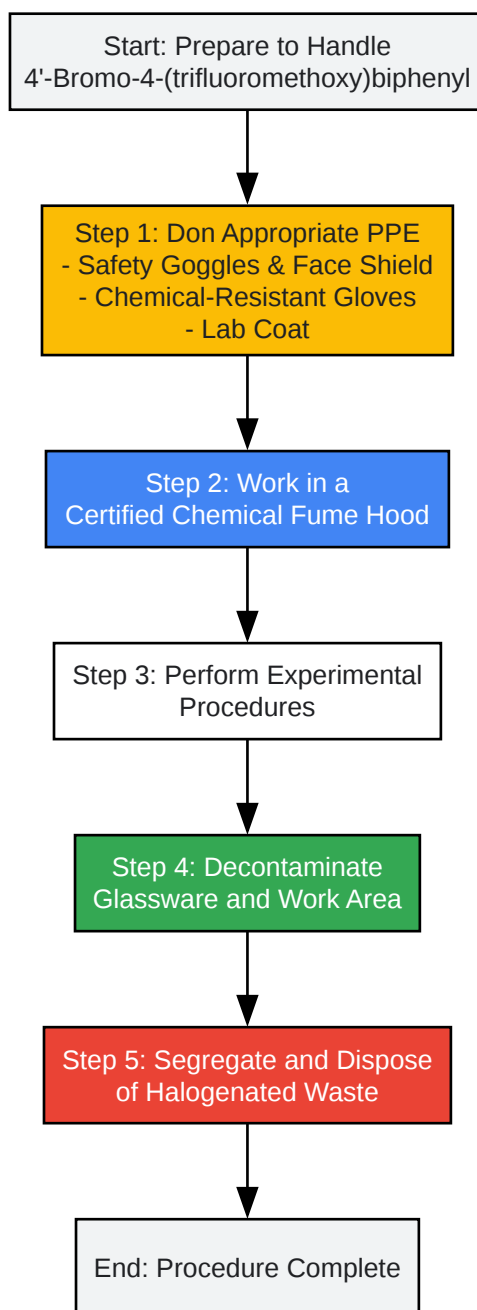 Start: Prepare to Handle
4'-Bromo-4-(trifluoromethoxy)biphenyl
Step 1: Don Appropriate PPE
- Safety Goggles & Face Shield
- Chemical-Resistant Gloves
- Lab Coat
Step 2: Work in a
Certified Chemical Fume Hood
Step 3: Perform Experimental
Procedures
Step 4: Decontaminate
Glassware and Work Area
Step 5: Segregate and Dispose
of Halogenated Waste
End: Procedure Complete